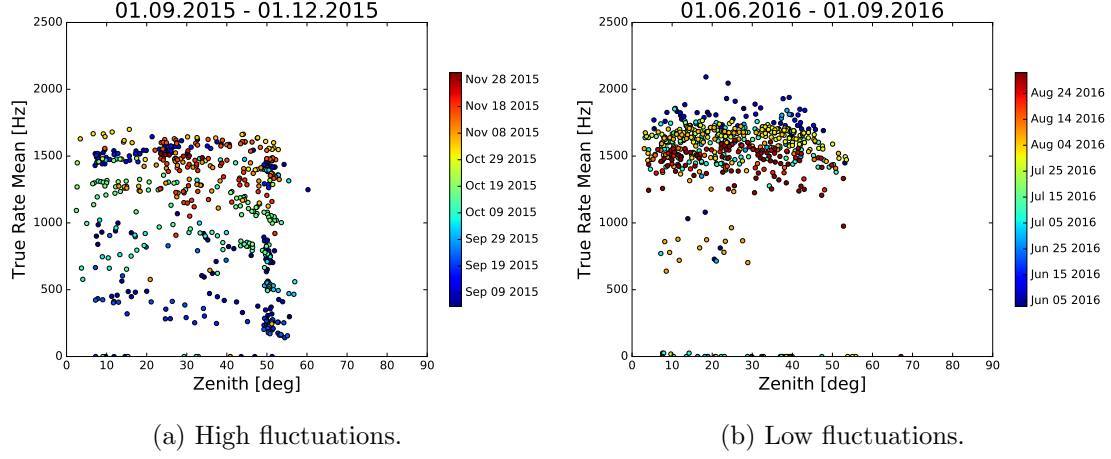 01.09.2015 - 01.12.2015
2500
2000
1500
1000
500
0
True Rate Mean [Hz]
0 10 20 30 40 50 60 70 80 90
Zenith [deg]
Nov 28 2015
Nov 18 2015
Nov 08 2015
Oct 29 2015
Oct 19 2015
Oct 09 2015
Sep 29 2015
Sep 19 2015
Sep 09 2015
(a) High fluctuations.
01.06.2016 - 01.09.2016
2500
2000
1500
1000
500
0
True Rate Mean [Hz]
0 10 20 30 40 50 60 70 80 90
Zenith [deg]
Aug 24 2016
Aug 14 2016
Aug 04 2016
Jul 25 2016
Jul 15 2016
Jul 05 2016
Jun 25 2016
Jun 15 2016
Jun 05 2016
(b) Low fluctuations.